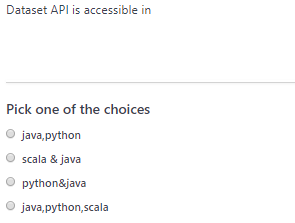 Dataset API is accessible in
Pick one of the choices
java,python
scala & java
python&java
java,python,scala